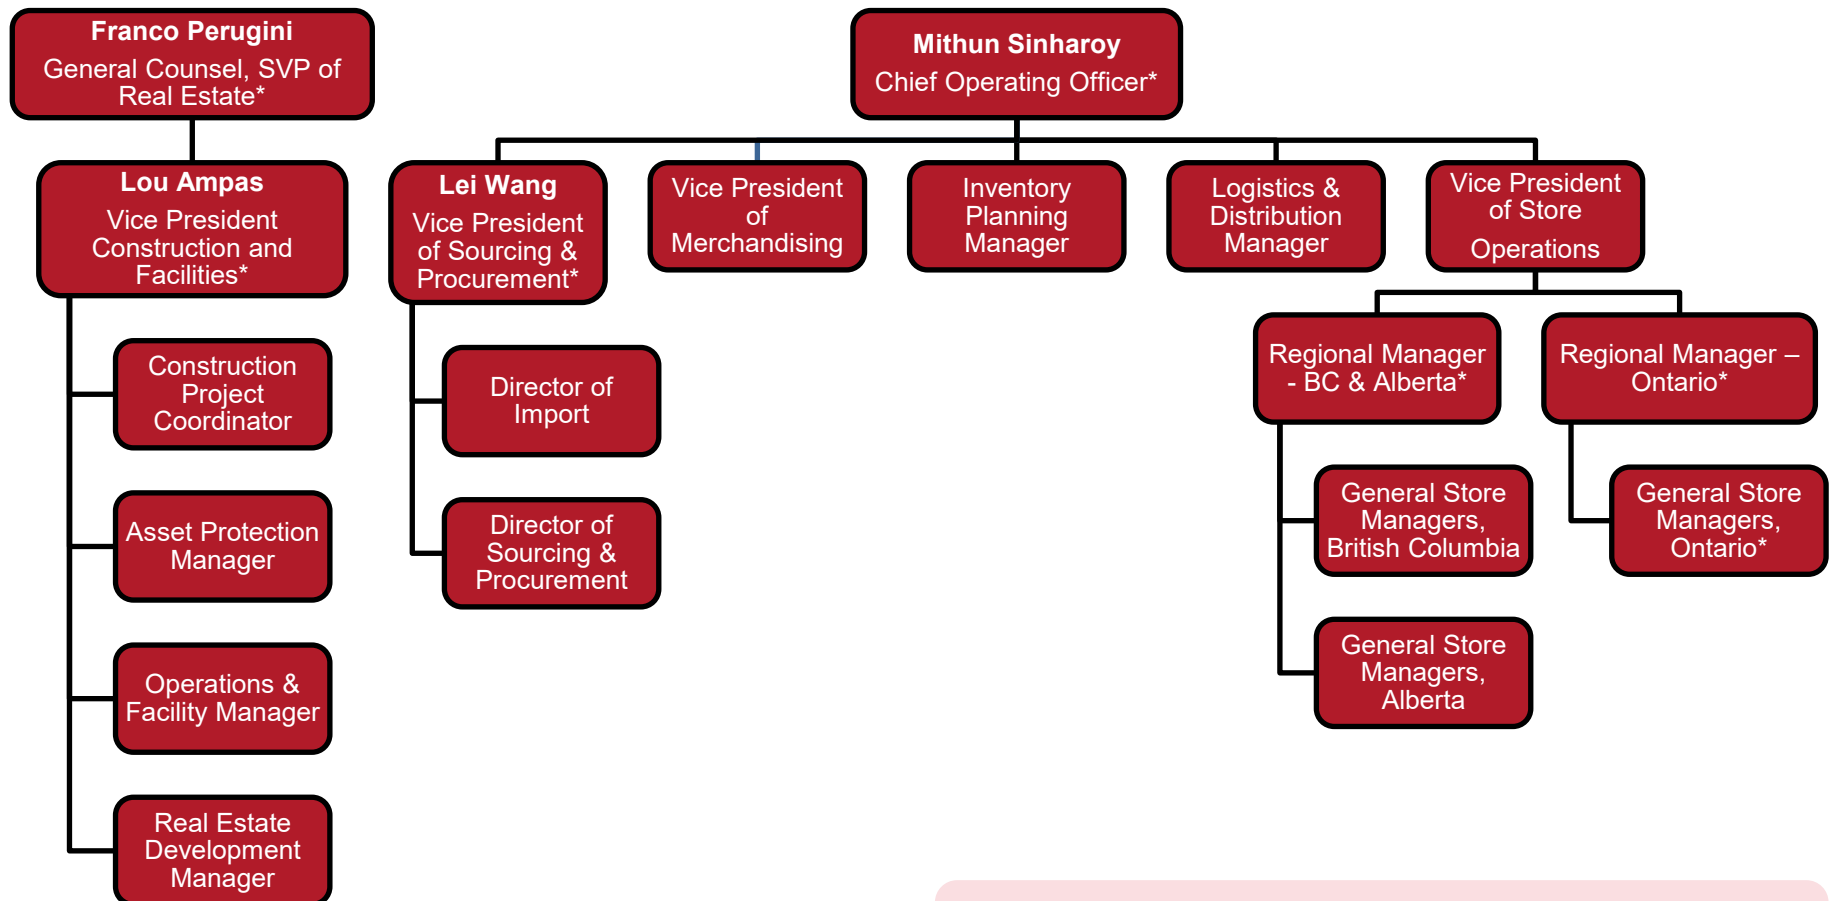 Franco Perugini
General Counsel, SVP of
Real Estate*
Mithun Sinharoy
Chief Operating Officer*
Lou Ampas
Vice President
Construction and
Facilities*
Lei Wang
Vice President
of Sourcing &
Procurement*
Vice President
of
Merchandising
Inventory
Planning
Manager
Logistics &
Distribution
Manager
Vice President
of Store
Operations
Construction
Project
Coordinator
Asset Protection
Manager
Operations &
Facility Manager
Real Estate
Development
Manager
Director of
Import
Director of
Sourcing &
Procurement
Regional Manager
- BC & Alberta*
Regional Manager –
Ontario*
General Store
Managers,
British Columbia
General Store
Managers,
Alberta
General Store
Managers,
Ontario*